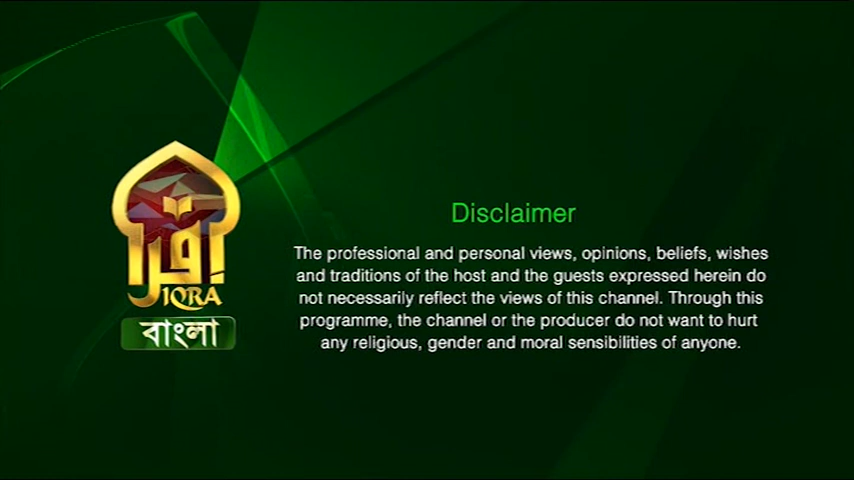 اقرأ
IQRA
বাংলা
Disclaimer
The professional and personal views, opinions, beliefs, wishes
and traditions of the host and the guests expressed herein do
not necessarily reflect the views of this channel. Through this
programme, the channel or the producer do not want to hurt
any religious, gender and moral sensibilities of anyone.